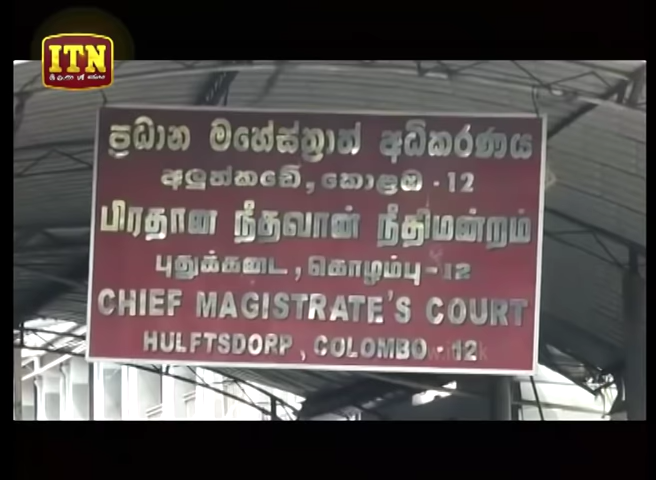 ITN
ප්‍රධාන මහේස්ත්‍රාත් අධිකරණය
අලුත්කඩේ, කොළඹ - 12
பிரதான நீதவான் நீதிமன்றம்
புதுக்கடை, கொழும்பு - 12
CHIEF MAGISTRATE'S COURT
HULFTSDORP, COLOMBO - 12